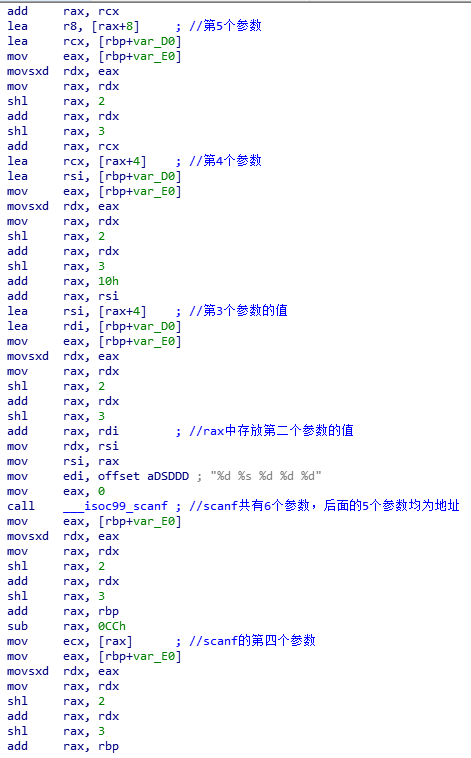 add     rax, rcx
lea     r8, [rax+8]     ; //第5个参数
lea     rcx, [rbp+var_D0]
mov     eax, [rbp+var_E0]
movsxd  rdx, eax
mov     rax, rdx
shl     rax, 2
add     rax, rdx
shl     rax, 3
add     rax, rcx
lea     rcx, [rax+4]    ; //第4个参数
lea     rsi, [rbp+var_D0]
mov     eax, [rbp+var_E0]
movsxd  rdx, eax
mov     rax, rdx
shl     rax, 2
add     rax, rdx
shl     rax, 3
add     rax, 10h
add     rax, rsi
lea     rsi, [rax+4]    ; //第3个参数的值
lea     rdi, [rbp+var_D0]
mov     eax, [rbp+var_E0]
movsxd  rdx, eax
mov     rax, rdx
shl     rax, 2
add     rax, rdx
shl     rax, 3
add     rax, rdi        ; //rax中存放第二个参数的值
mov     rdx, rsi
mov     rsi, rax
mov     edi, offset aDSDDD ; "%d %s %d %d %d"
mov     eax, 0
call    ___isoc99_scanf ; //scanf共有6个参数，后面的5个参数均为地址
mov     eax, [rbp+var_E0]
movsxd  rdx, eax
mov     rax, rdx
shl     rax, 2
add     rax, rdx
shl     rax, 3
add     rax, rbp
sub     rax, 0CCh
mov     ecx, [rax]      ; //scanf的第四个参数
mov     eax, [rbp+var_E0]
movsxd  rdx, eax
mov     rax, rdx
shl     rax, 2
add     rax, rdx
shl     rax, 3
add     rax, rbp